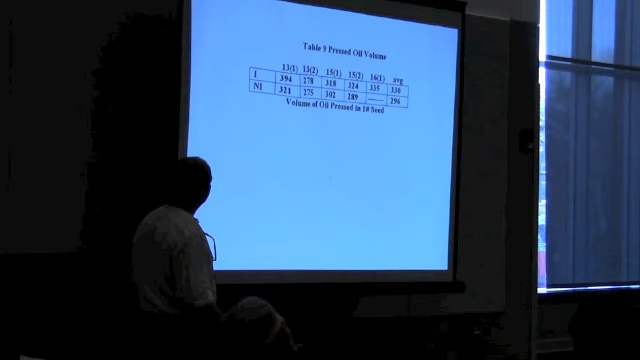 Table 9 Pressed Oil Volume
13(1) 13(2) 15(1) 15(2) 16(1) avg
I 394 278 318 324 335 330
NI 321 275 302 289 ------ 296
Volume of Oil Pressed in 10 Seed